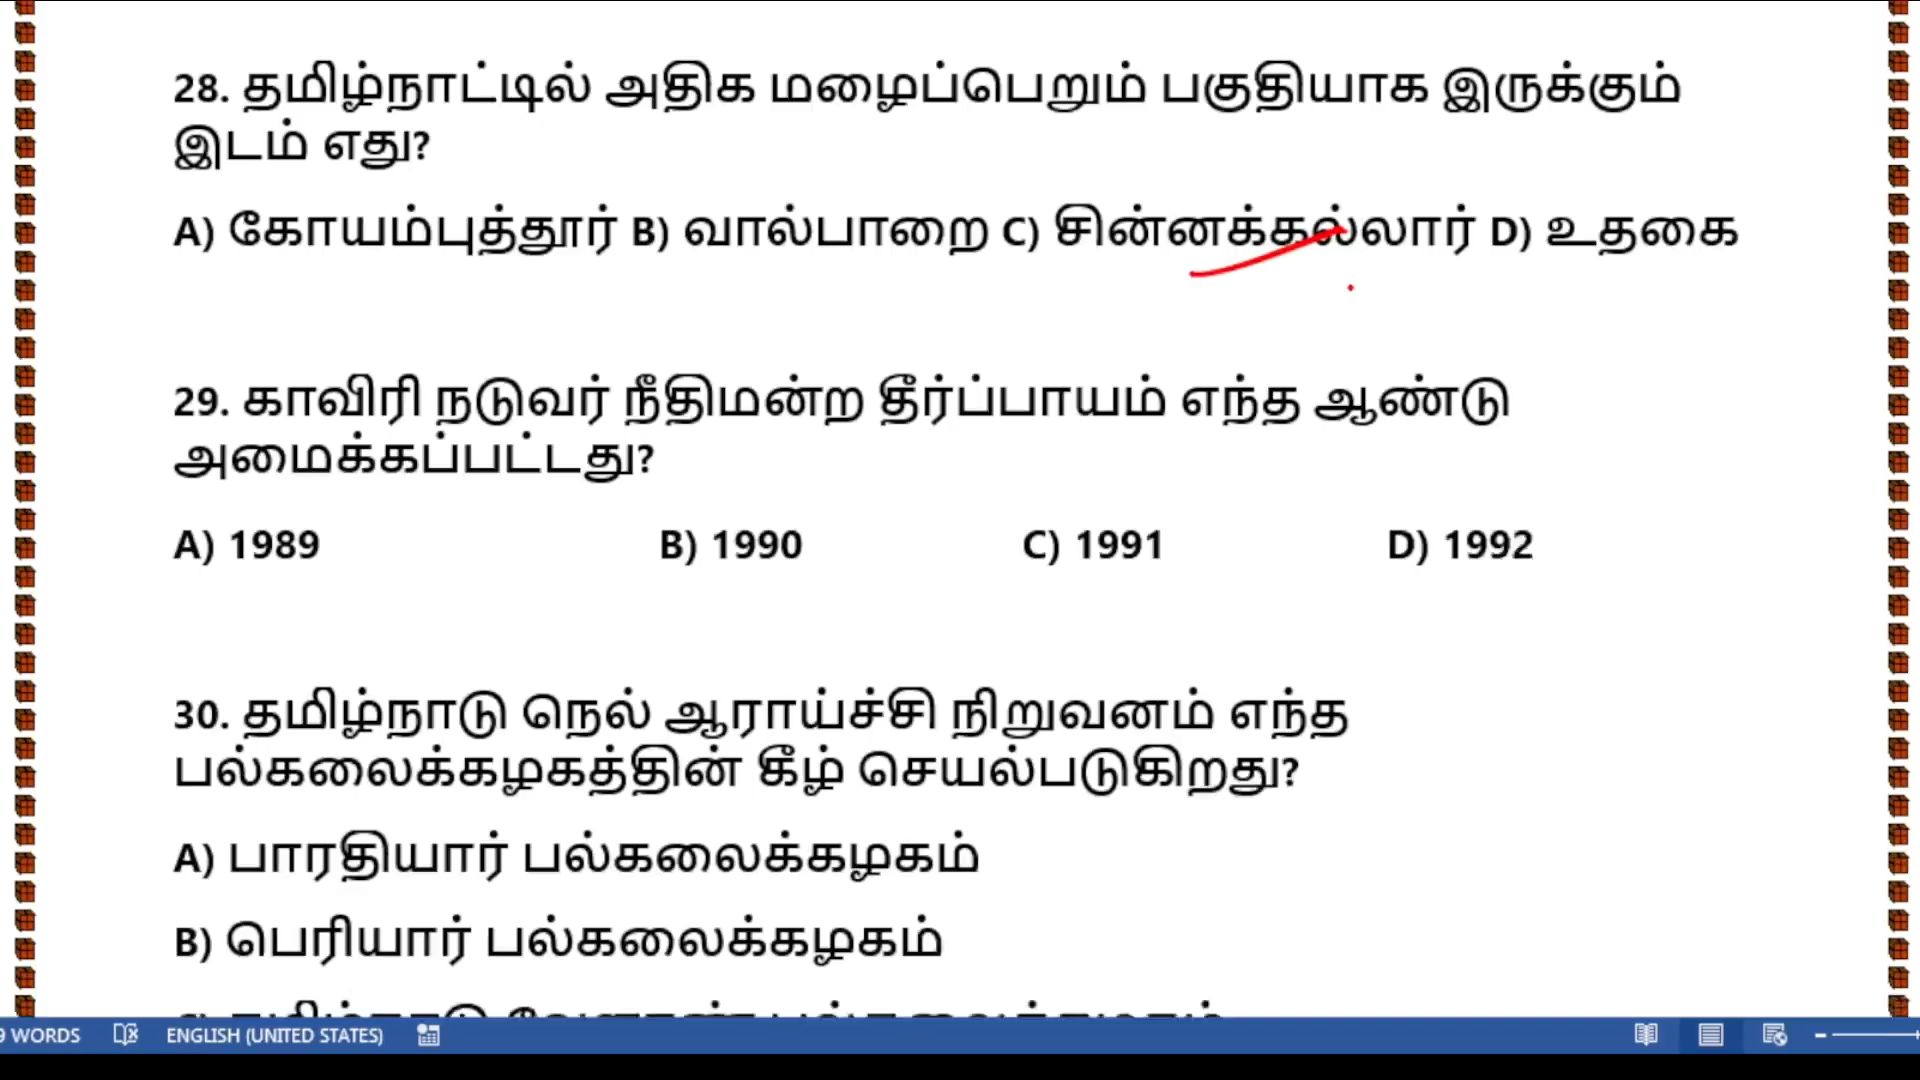 28. தமிழ்நாட்டில் அதிக மழைப்பெறும் பகுதியாக இருக்கும்
இடம் எது?
A) கோயம்புத்தூர் B) வால்பாறை C) சின்னக்கல்லார் D) உதகை
29. காவிரி நடுவர் நீதிமன்ற தீர்ப்பாயம் எந்த ஆண்டு
அமைக்கப்பட்டது?
A) 1989 B) 1990 C) 1991 D) 1992
30. தமிழ்நாடு நெல் ஆராய்ச்சி நிறுவனம் எந்த
பல்கலைக்கழகத்தின் கீழ் செயல்படுகிறது?
A) பாரதியார் பல்கலைக்கழகம்
B) பெரியார் பல்கலைக்கழகம்
WORDS ENGLISH (UNITED STATES)